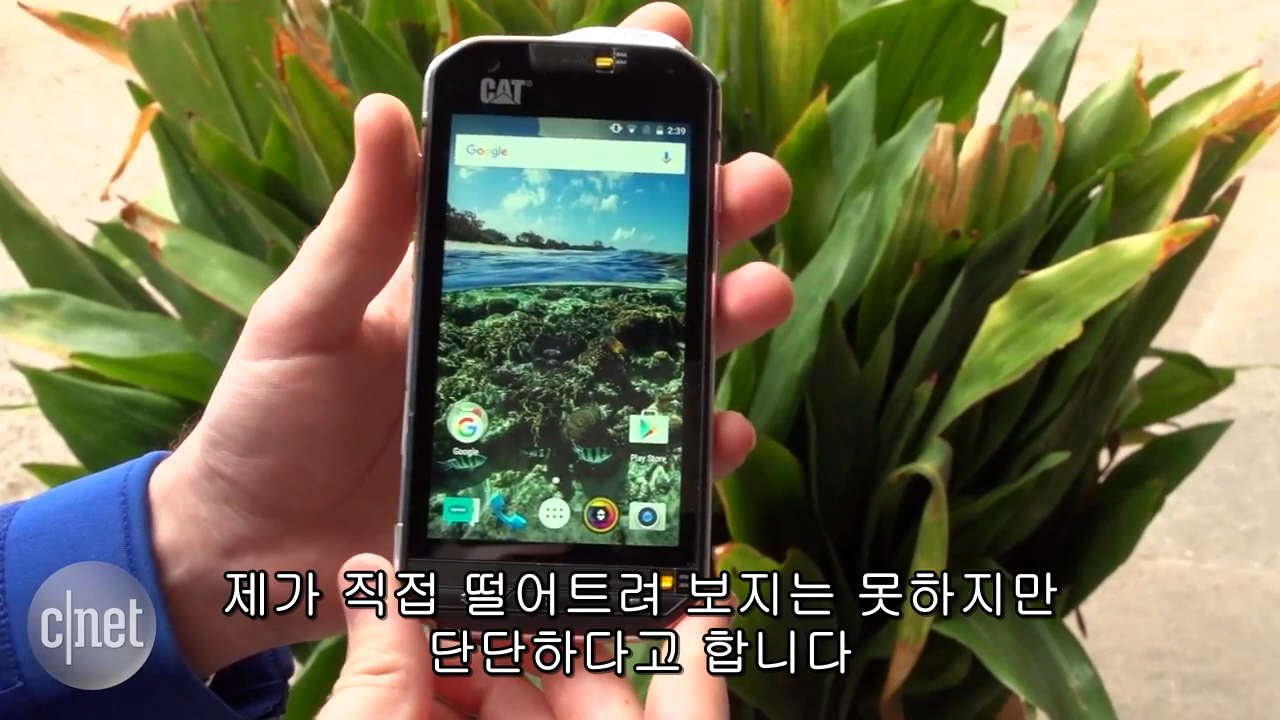 CAT
2:39
Google
Google
Play Store
제가 직접 떨어트려 보지는 못하지만
단단하다고 합니다
c|net